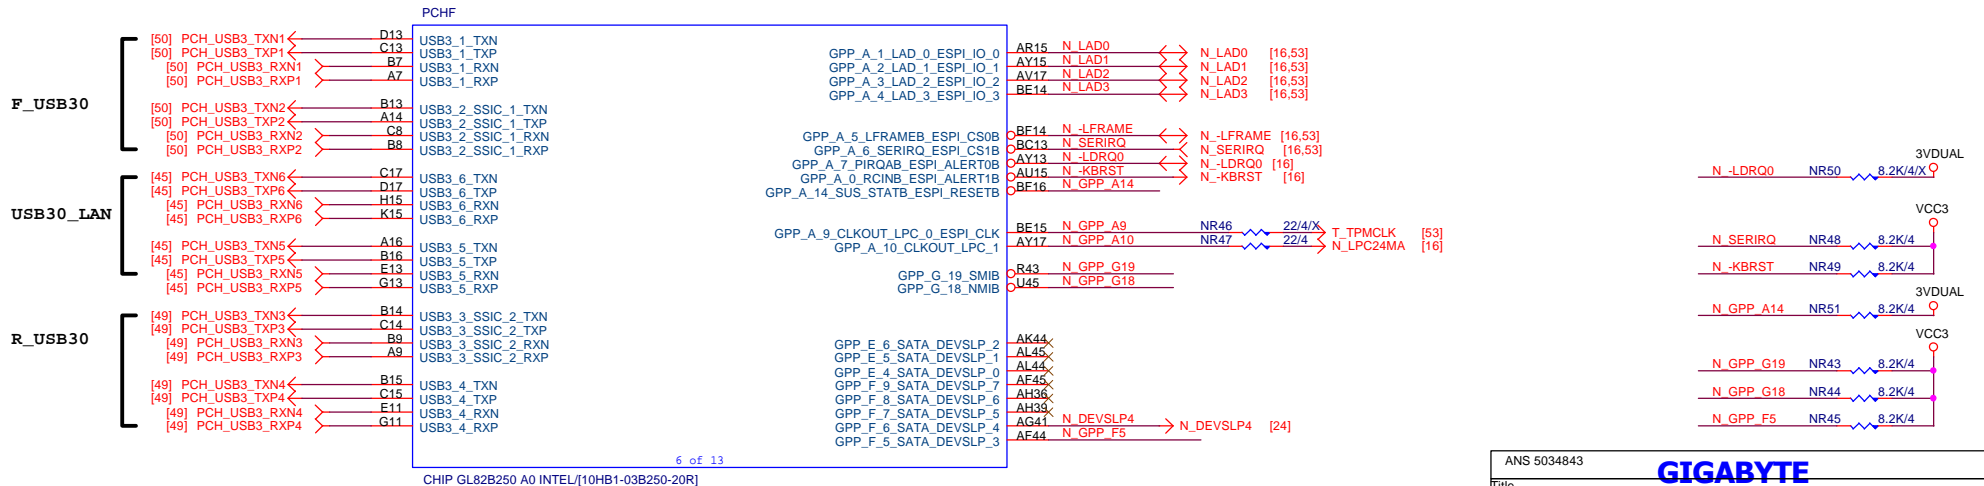 PCHF
F_USB30
[50] PCH_USB3_TXN1 D13 USB3_1_TXN
[50] PCH_USB3_TXP1 C13 USB3_1_TXP
[50] PCH_USB3_RXN1 B7 USB3_1_RXN
[50] PCH_USB3_RXP1 A7 USB3_1_RXP
[50] PCH_USB3_TXN2 B13 USB3_2_SSIC_1_TXN
[50] PCH_USB3_TXP2 A14 USB3_2_SSIC_1_TXP
[50] PCH_USB3_RXN2 C8 USB3_2_SSIC_1_RXN
[50] PCH_USB3_RXP2 B8 USB3_2_SSIC_1_RXP
USB30_LAN
[45] PCH_USB3_TXN6 C17 USB3_6_TXN
[45] PCH_USB3_TXP6 D17 USB3_6_TXP
[45] PCH_USB3_RXN6 H15 USB3_6_RXN
[45] PCH_USB3_RXP6 K15 USB3_6_RXP
[45] PCH_USB3_TXN5 A16 USB3_5_TXN
[45] PCH_USB3_TXP5 B16 USB3_5_TXP
[45] PCH_USB3_RXN5 E13 USB3_5_RXN
[45] PCH_USB3_RXP5 G13 USB3_5_RXP
R_USB30
[49] PCH_USB3_TXN3 B14 USB3_3_SSIC_2_TXN
[49] PCH_USB3_TXP3 C14 USB3_3_SSIC_2_TXP
[49] PCH_USB3_RXN3 B9 USB3_3_SSIC_2_RXN
[49] PCH_USB3_RXP3 A9 USB3_3_SSIC_2_RXP
[49] PCH_USB3_TXN4 B15 USB3_4_TXN
[49] PCH_USB3_TXP4 C15 USB3_4_TXP
[49] PCH_USB3_RXN4 E11 USB3_4_RXN
[49] PCH_USB3_RXP4 G11 USB3_4_RXP
GPP_A_1_LAD_0_ESPI_IO_0 AR15 N_LAD0 N_LAD0 [16,53]
GPP_A_2_LAD_1_ESPI_IO_1 AY15 N_LAD1 N_LAD1 [16,53]
GPP_A_3_LAD_2_ESPI_IO_2 AV17 N_LAD2 N_LAD2 [16,53]
GPP_A_4_LAD_3_ESPI_IO_3 BE14 N_LAD3 N_LAD3 [16,53]
GPP_A_5_LFRAMEB_ESPI_CS0B BF14 N_-LFRAME N_-LFRAME [16,53]
GPP_A_6_SERIRQ_ESPI_CS1B BC13 N_SERIRQ N_SERIRQ [16,53]
GPP_A_7_PIRQAB_ESPI_ALERT0B AY13 N_-LDRQ0 N_-LDRQ0 [16]
GPP_A_0_RCINB_ESPI_ALERT1B AU15 N_-KBRST N_-KBRST [16]
GPP_A_14_SUS_STATB_ESPI_RESETB BF16 N_GPP_A14
GPP_A_9_CLKOUT_LPC_0_ESPI_CLK BE15 N_GPP_A9 NR46 22/4/X T_TPMCLK [53]
GPP_A_10_CLKOUT_LPC_1 AY17 N_GPP_A10 NR47 22/4 N_LPC24MA [16]
GPP_G_19_SMIB R43 N_GPP_G19
GPP_G_18_NMIB U45 N_GPP_G18
GPP_E_6_SATA_DEVSLP_2 AK44
GPP_E_5_SATA_DEVSLP_1 AL45
GPP_E_4_SATA_DEVSLP_0 AL44
GPP_F_9_SATA_DEVSLP_7 AF45
GPP_F_8_SATA_DEVSLP_6 AH36
GPP_F_7_SATA_DEVSLP_5 AH39
GPP_F_6_SATA_DEVSLP_4 AG41 N_DEVSLP4 N_DEVSLP4 [24]
GPP_F_5_SATA_DEVSLP_3 AF44 N_GPP_F5
6 of 13
CHIP GL82B250 A0 INTEL/[10HB1-03B250-20R]
3VDUAL
N_-LDRQ0 NR50 8.2K/4/X
VCC3
N_SERIRQ NR48 8.2K/4
N_-KBRST NR49 8.2K/4
3VDUAL
N_GPP_A14 NR51 8.2K/4
VCC3
N_GPP_G19 NR43 8.2K/4
N_GPP_G18 NR44 8.2K/4
N_GPP_F5 NR45 8.2K/4
ANS 5034843
GIGABYTE
Title